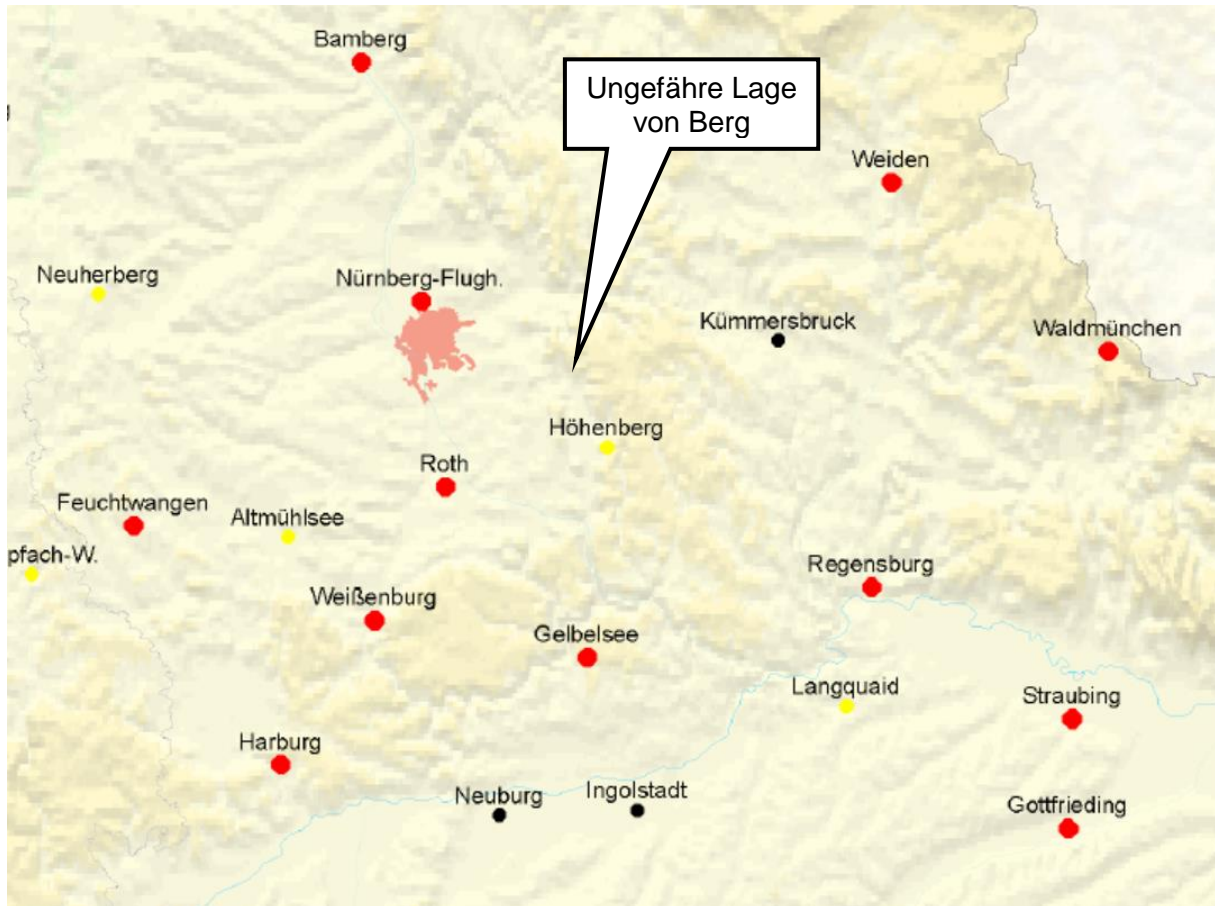 Bamberg
Ungefähre Lage
von Berg
Weiden
Neuherberg
Nürnberg-Flugh.
Kümmersbruck
Waldmünchen
Höhenberg
Roth
Feuchtwangen
Altmühlsee
pfach-W.
Regensburg
Weißenburg
Gelbelsee
Langquaid
Straubing
Harburg
Neuburg
Ingolstadt
Gottfrieding